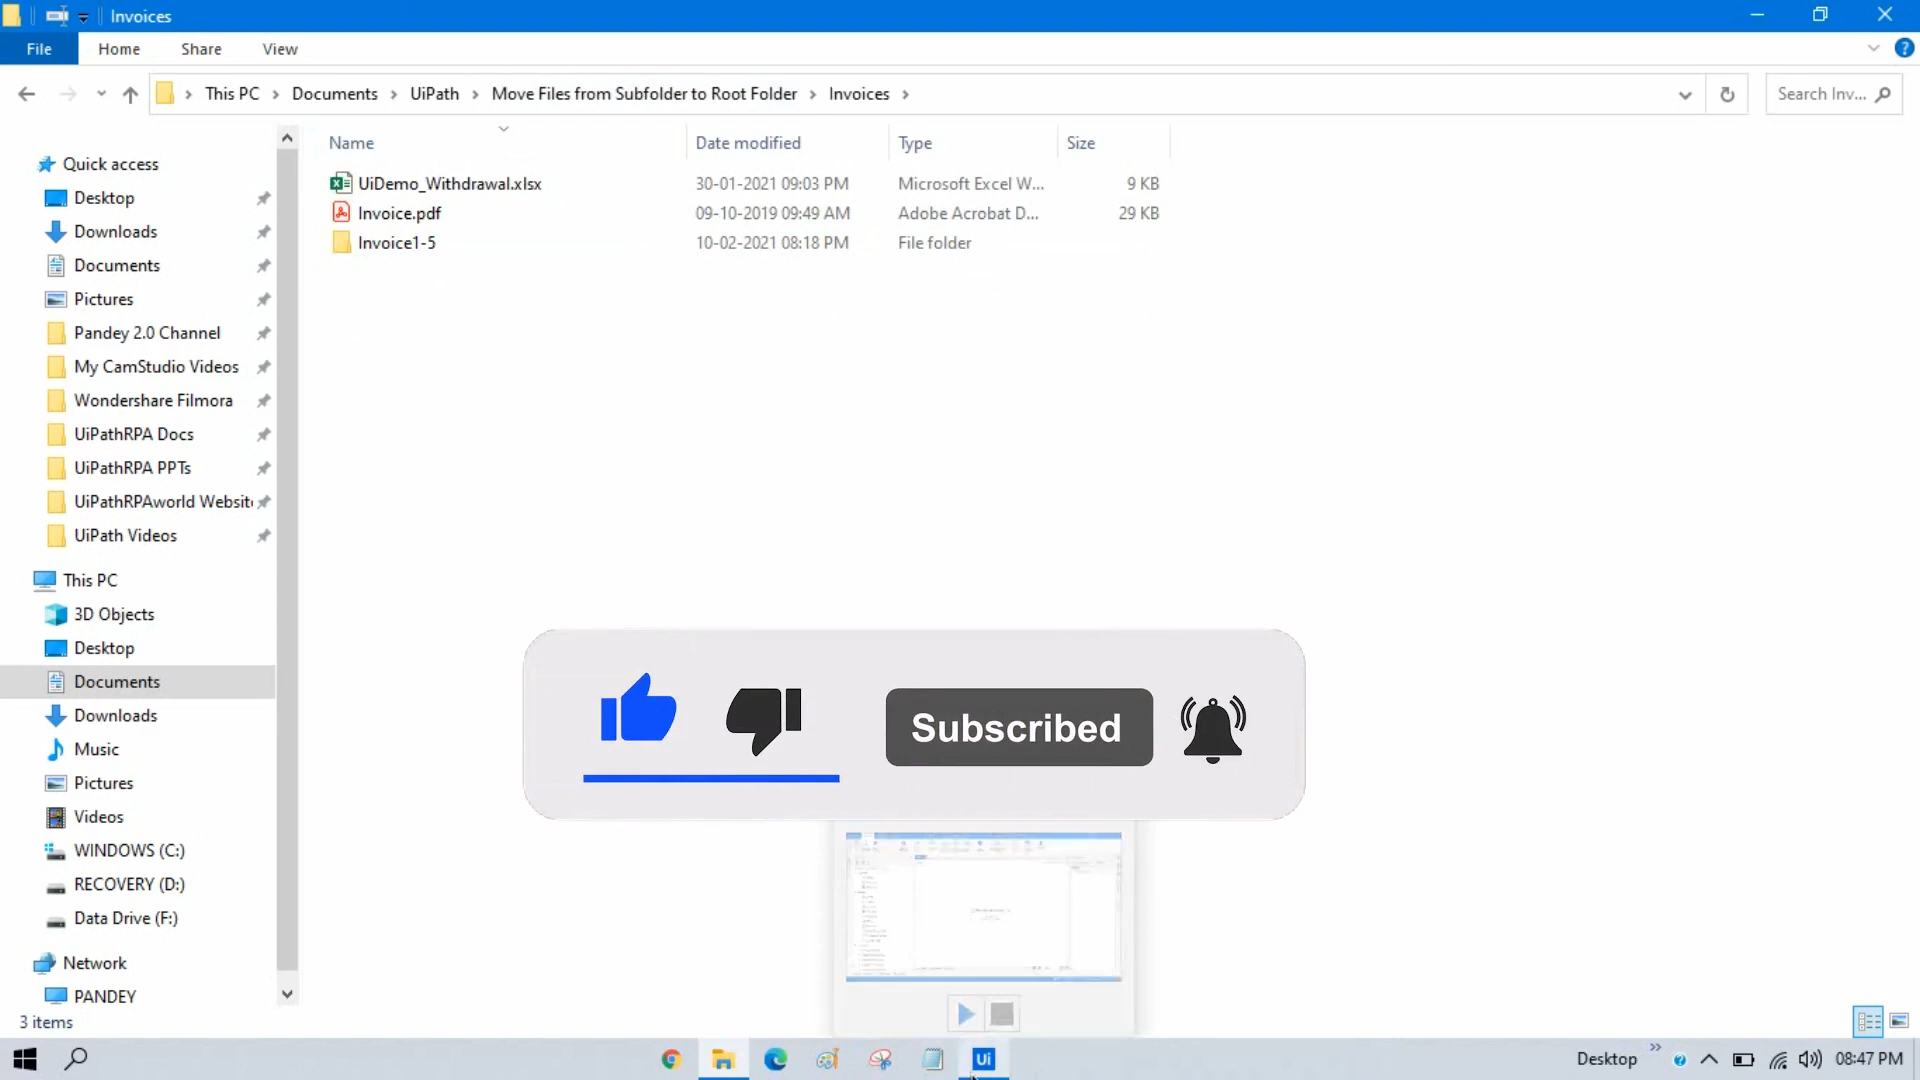 Invoices
File Home Share View
This PC Documents UiPath Move Files from Subfolder to Root Folder Invoices
Search Inv...
Name Date modified Type Size
UiDemo_Withdrawal.xlsx 30-01-2021 09:03 PM Microsoft Excel W... 9 KB
Invoice.pdf 09-10-2019 09:49 AM Adobe Acrobat D... 29 KB
Invoice1-5 10-02-2021 08:18 PM File folder
Quick access
Desktop
Downloads
Documents
Pictures
Pandey 2.0 Channel
My CamStudio Videos
Wondershare Filmora
UiPathRPA Docs
UiPathRPA PPTs
UiPathRPAworld Websit
UiPath Videos
This PC
3D Objects
Desktop
Documents
Downloads
Music
Pictures
Videos
WINDOWS (C:)
RECOVERY (D:)
Data Drive (F:)
Network
PANDEY
3 items
Subscribed
Ui
Desktop
08:47 PM